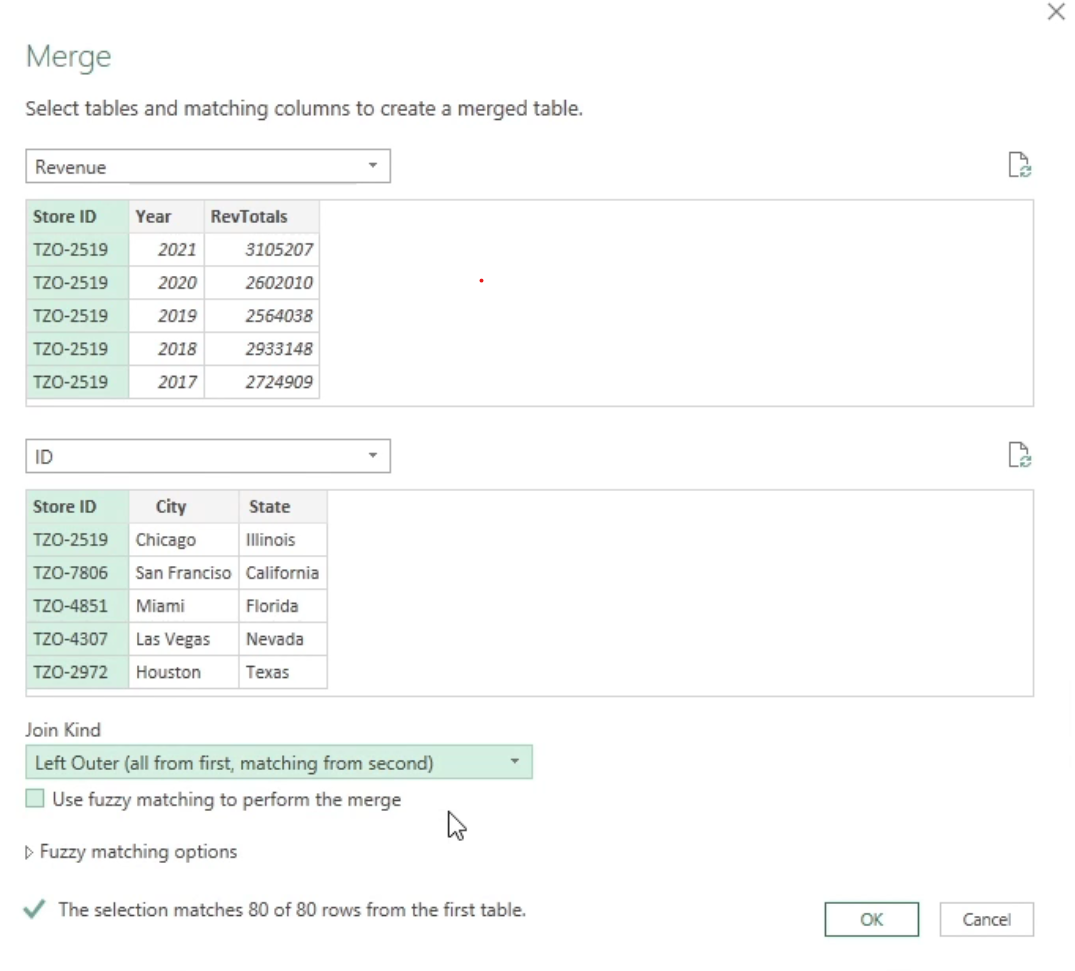 Merge
Select tables and matching columns to create a merged table.
Revenue
Store ID Year RevTotals
TZO-2519 2021 3105207
TZO-2519 2020 2602010
TZO-2519 2019 2564038
TZO-2519 2018 2933148
TZO-2519 2017 2724909
ID
Store ID City State
TZO-2519 Chicago Illinois
TZO-7806 San Franciso California
TZO-4851 Miami Florida
TZO-4307 Las Vegas Nevada
TZO-2972 Houston Texas
Join Kind
Left Outer (all from first, matching from second)
Use fuzzy matching to perform the merge
Fuzzy matching options
The selection matches 80 of 80 rows from the first table.
OK Cancel